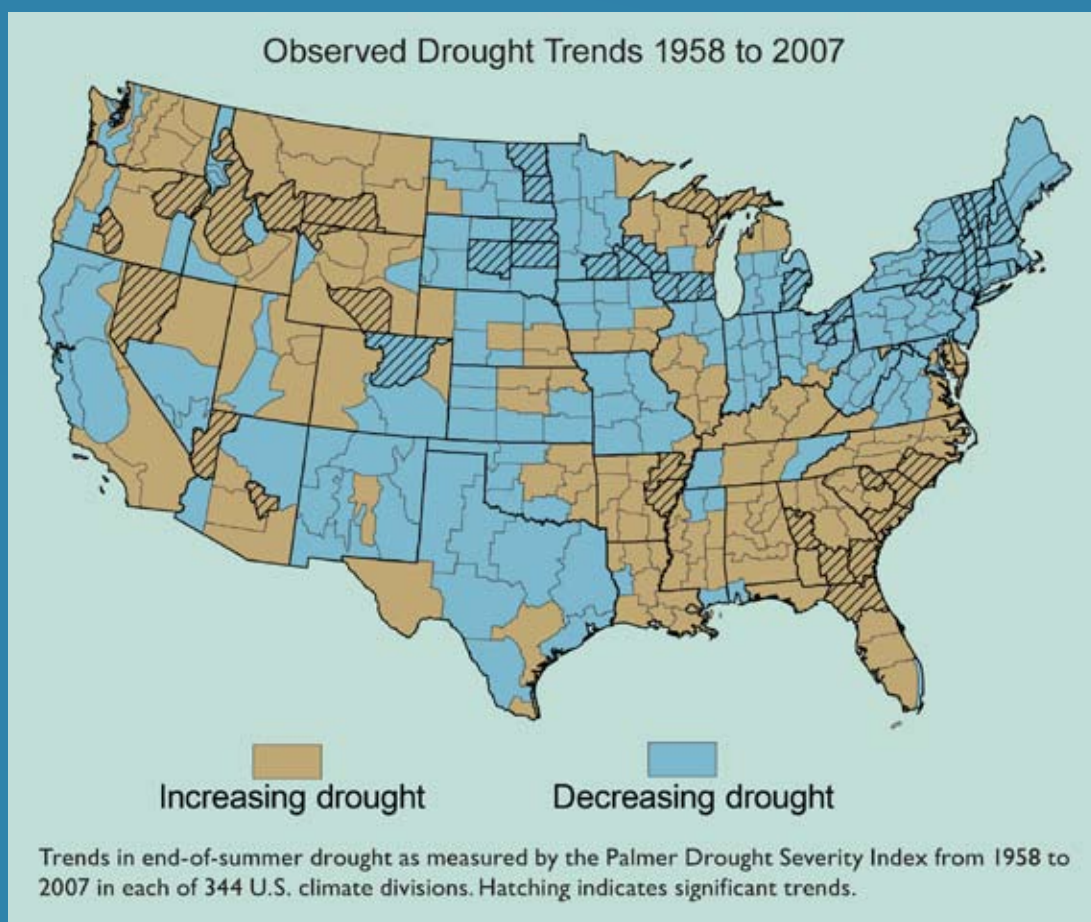 Observed Drought Trends 1958 to 2007
Increasing drought
Decreasing drought
Trends in end-of-summer drought as measured by the Palmer Drought Severity Index from 1958 to
2007 in each of 344 U.S. climate divisions. Hatching indicates significant trends.